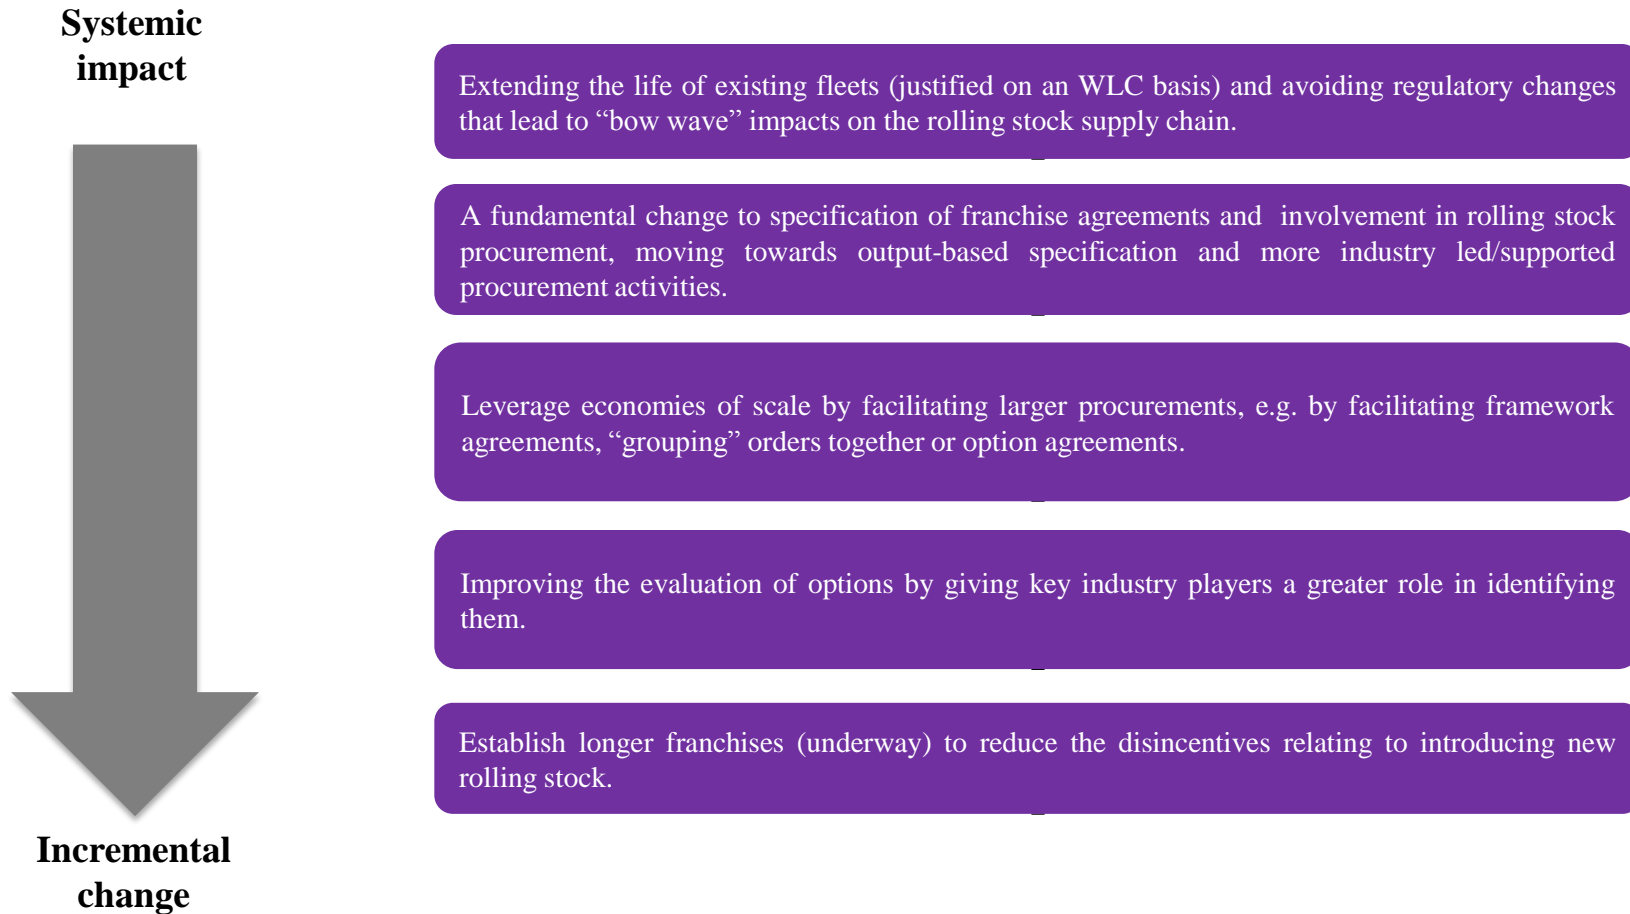 Systemic
impact
Extending the life of existing fleets (justified on an WLC basis) and avoiding regulatory changes
that lead to “bow wave” impacts on the rolling stock supply chain.
A fundamental change to specification of franchise agreements and  involvement in rolling stock
procurement, moving towards output-based specification and more industry led/supported
procurement activities.
Leverage economies of scale by facilitating larger procurements, e.g. by facilitating framework
agreements, “grouping” orders together or option agreements.
Improving the evaluation of options by giving key industry players a greater role in identifying
them.
Establish longer franchises (underway) to reduce the disincentives relating to introducing new
rolling stock.
Incremental
change